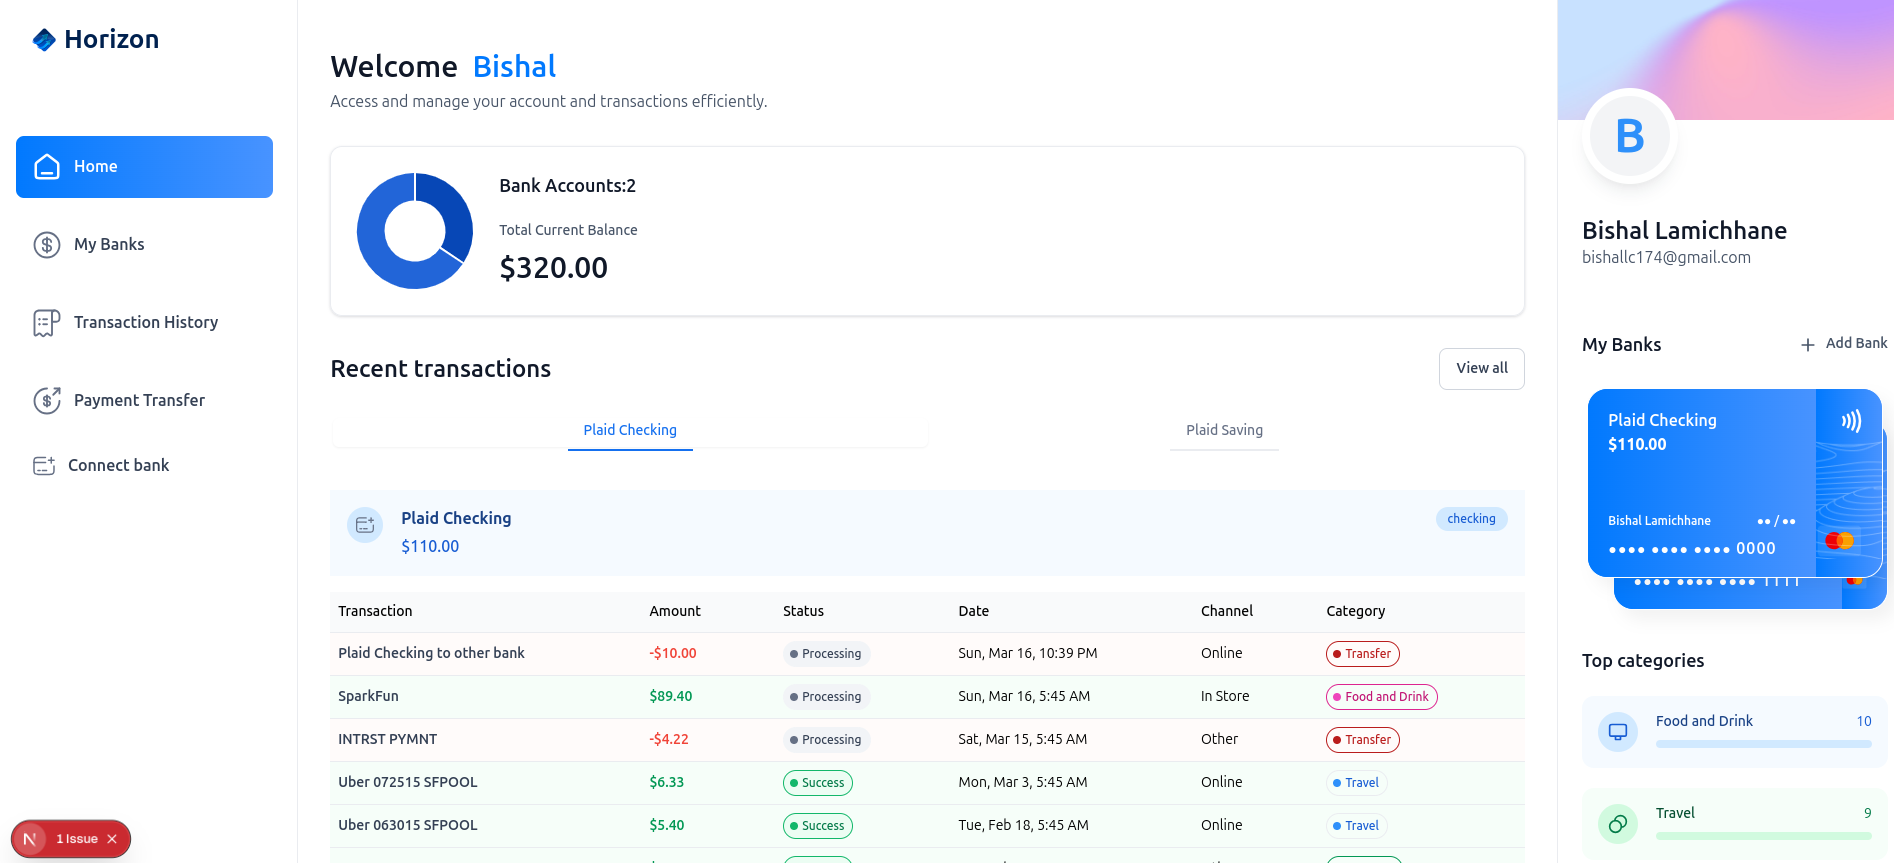 Horizon
Home
My Banks
Transaction History
Payment Transfer
Connect bank
N 1 Issue
Welcome Bishal
Access and manage your account and transactions efficiently.
Bank Accounts:2
Total Current Balance
$320.00
Recent transactions
View all
Plaid Checking Plaid Saving
Plaid Checking
$110.00
checking
Transaction Amount Status Date Channel Category
Plaid Checking to other bank -$10.00 Processing Sun, Mar 16, 10:39 PM Online Transfer
SparkFun $89.40 Processing Sun, Mar 16, 5:45 AM In Store Food and Drink
INTRST PYMNT -$4.22 Processing Sat, Mar 15, 5:45 AM Other Transfer
Uber 072515 SFPOOL $6.33 Success Mon, Mar 3, 5:45 AM Online Travel
Uber 063015 SFPOOL $5.40 Success Tue, Feb 18, 5:45 AM Online Travel
B
Bishal Lamichhane
bishallc174@gmail.com
My Banks + Add Bank
Plaid Checking
$110.00
Bishal Lamichhane ●● / ●●
●●●● ●●●● ●●●● 0000
●●●● ●●●● ●●●● 1111
Top categories
Food and Drink 10
Travel 9